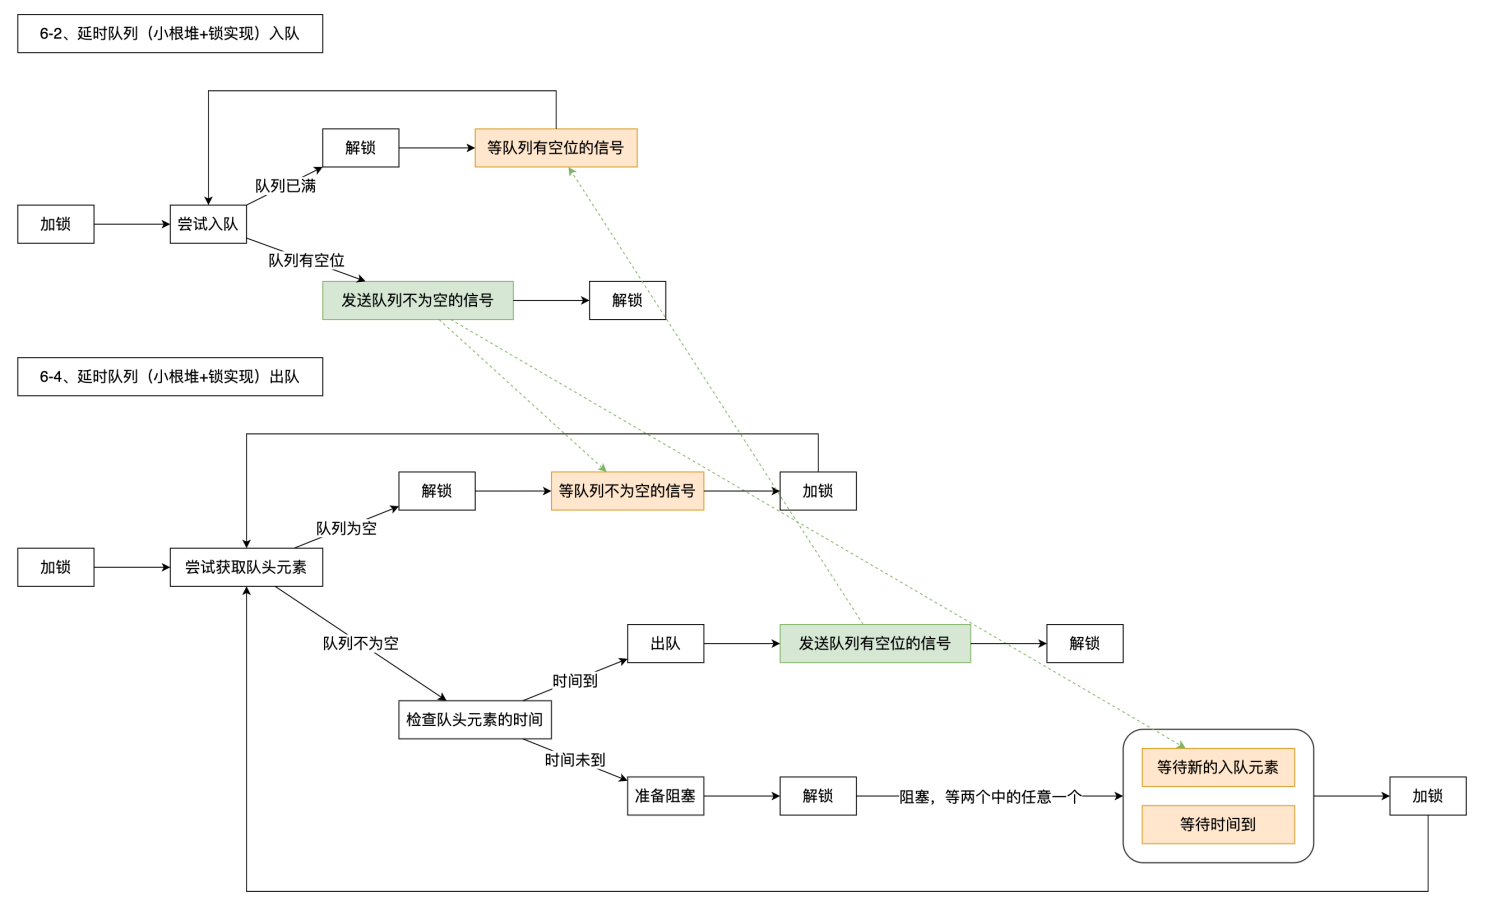 6-2、延时队列（小根堆+锁实现）入队
解锁
等队列有空位的信号
队列已满
加锁
尝试入队
队列有空位
发送队列不为空的信号
解锁
6-4、延时队列（小根堆+锁实现）出队
解锁
等队列不为空的信号
加锁
队列为空
加锁
尝试获取队头元素
队列不为空
出队
发送队列有空位的信号
解锁
时间到
检查队头元素的时间
时间未到
等待新的入队元素
准备阻塞
解锁
阻塞，等两个中的任意一个
加锁
等待时间到